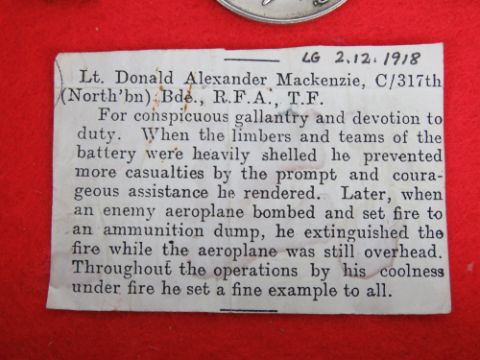 LG 2.12.1918
Lt. Donald Alexander Mackenzie, C/317th
(North'bn) Bde., R.F.A., T.F.
For conspicuous gallantry and devotion to
duty. When the limbers and teams of the
battery were heavily shelled he prevented
more casualties by the prompt and coura-
geous assistance he rendered. Later, when
an enemy aeroplane bombed and set fire to
an ammunition dump, he extinguished the
fire while the aeroplane was still overhead.
Throughout the operations by his coolness
under fire he set a fine example to all.